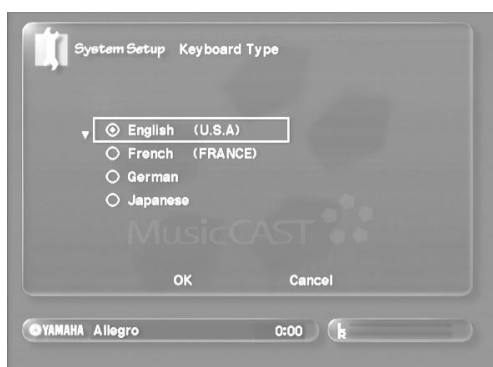 System Setup Keyboard Type
English (U.S.A)
French (FRANCE)
German
Japanese
MusicCAST
OK Cancel
YAMAHA Allegro 0:00